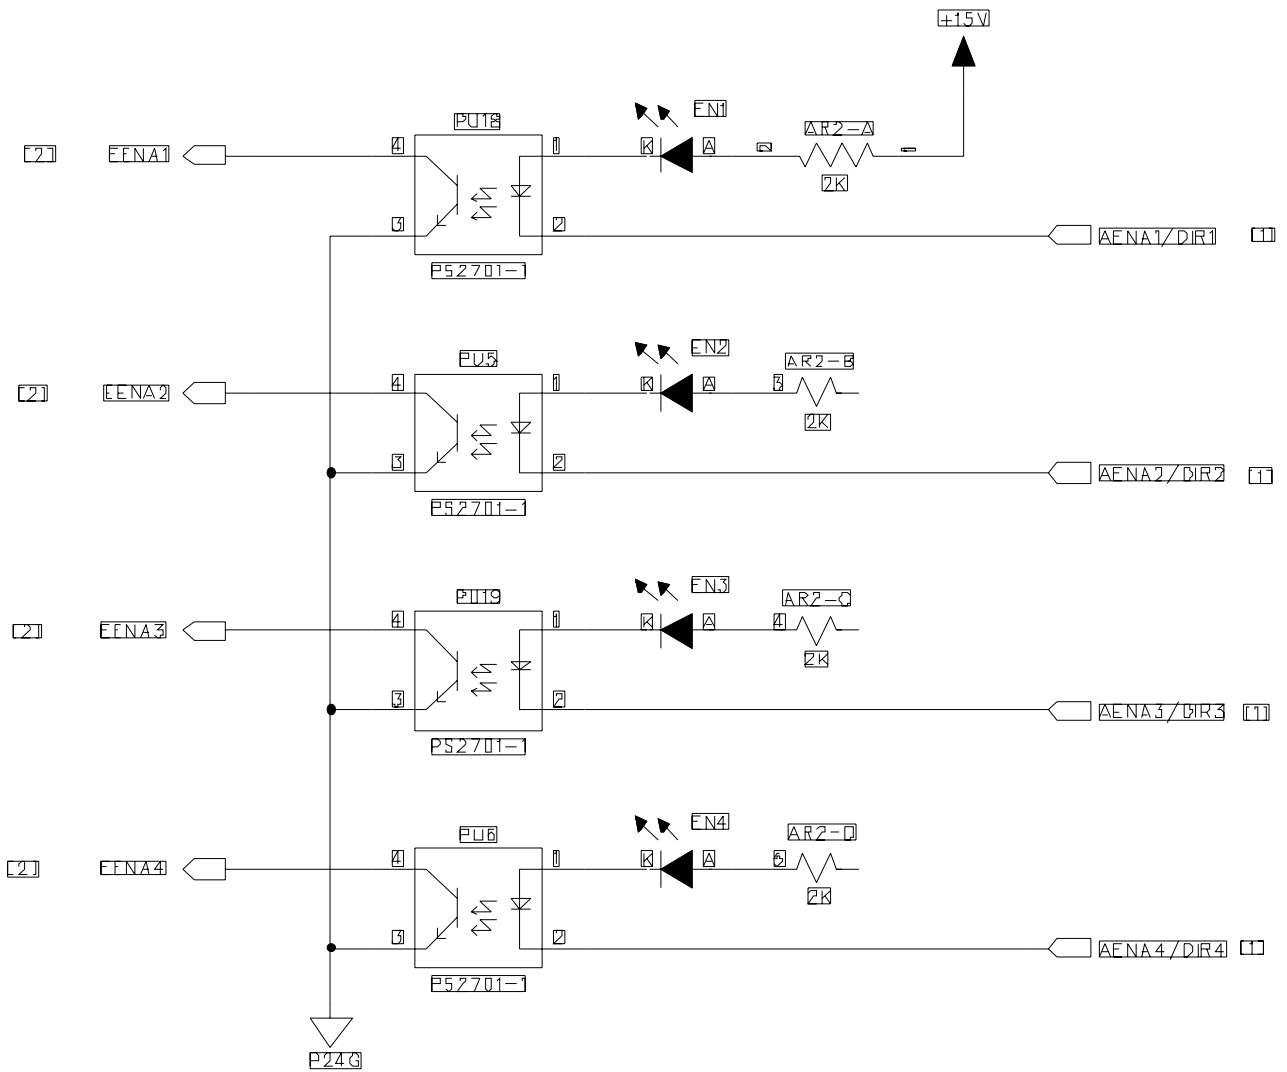 +15V
PU18
EN1
AR2-A
[2]
EENA1
4
1
K
A
2
1
2K
3
2
AENA1/DIR1
[1]
PS2701-1
PU5
EN2
AR2-B
[2]
EENA2
4
1
K
A
3
2K
3
2
AENA2/DIR2
[1]
PS2701-1
PU19
EN3
AR2-C
[2]
EENA3
4
1
K
A
4
2K
3
2
AENA3/DIR3
[1]
PS2701-1
PU6
EN4
AR2-D
[2]
EENA4
4
1
K
A
5
2K
3
2
AENA4/DIR4
[1]
PS2701-1
P24G